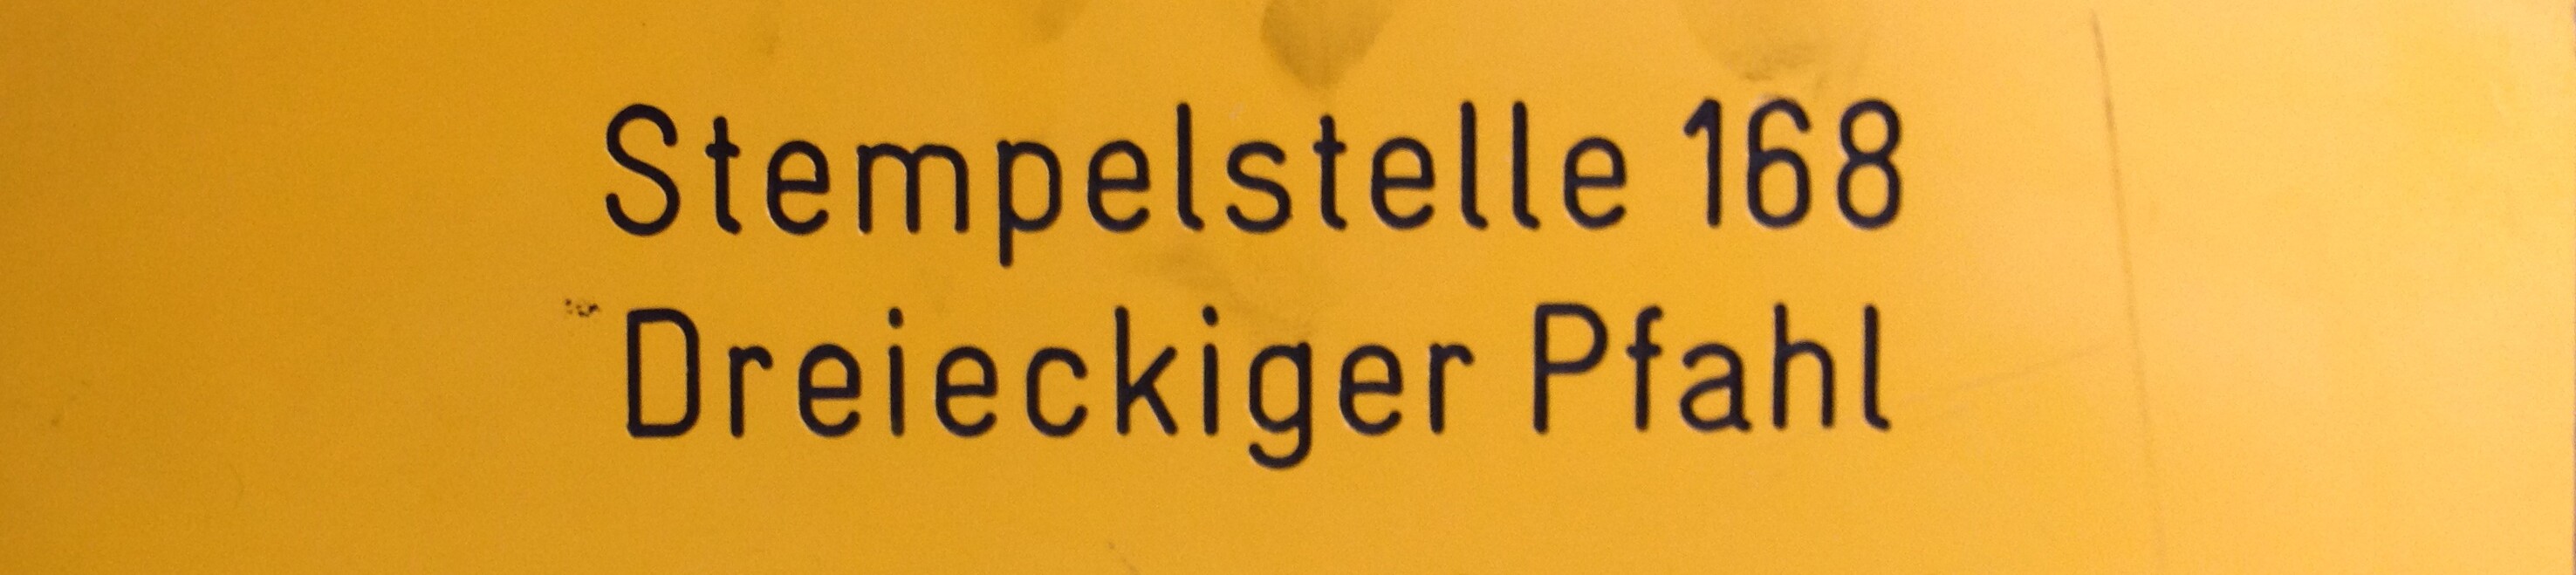 Stempelstelle 168
Dreieckiger Pfahl